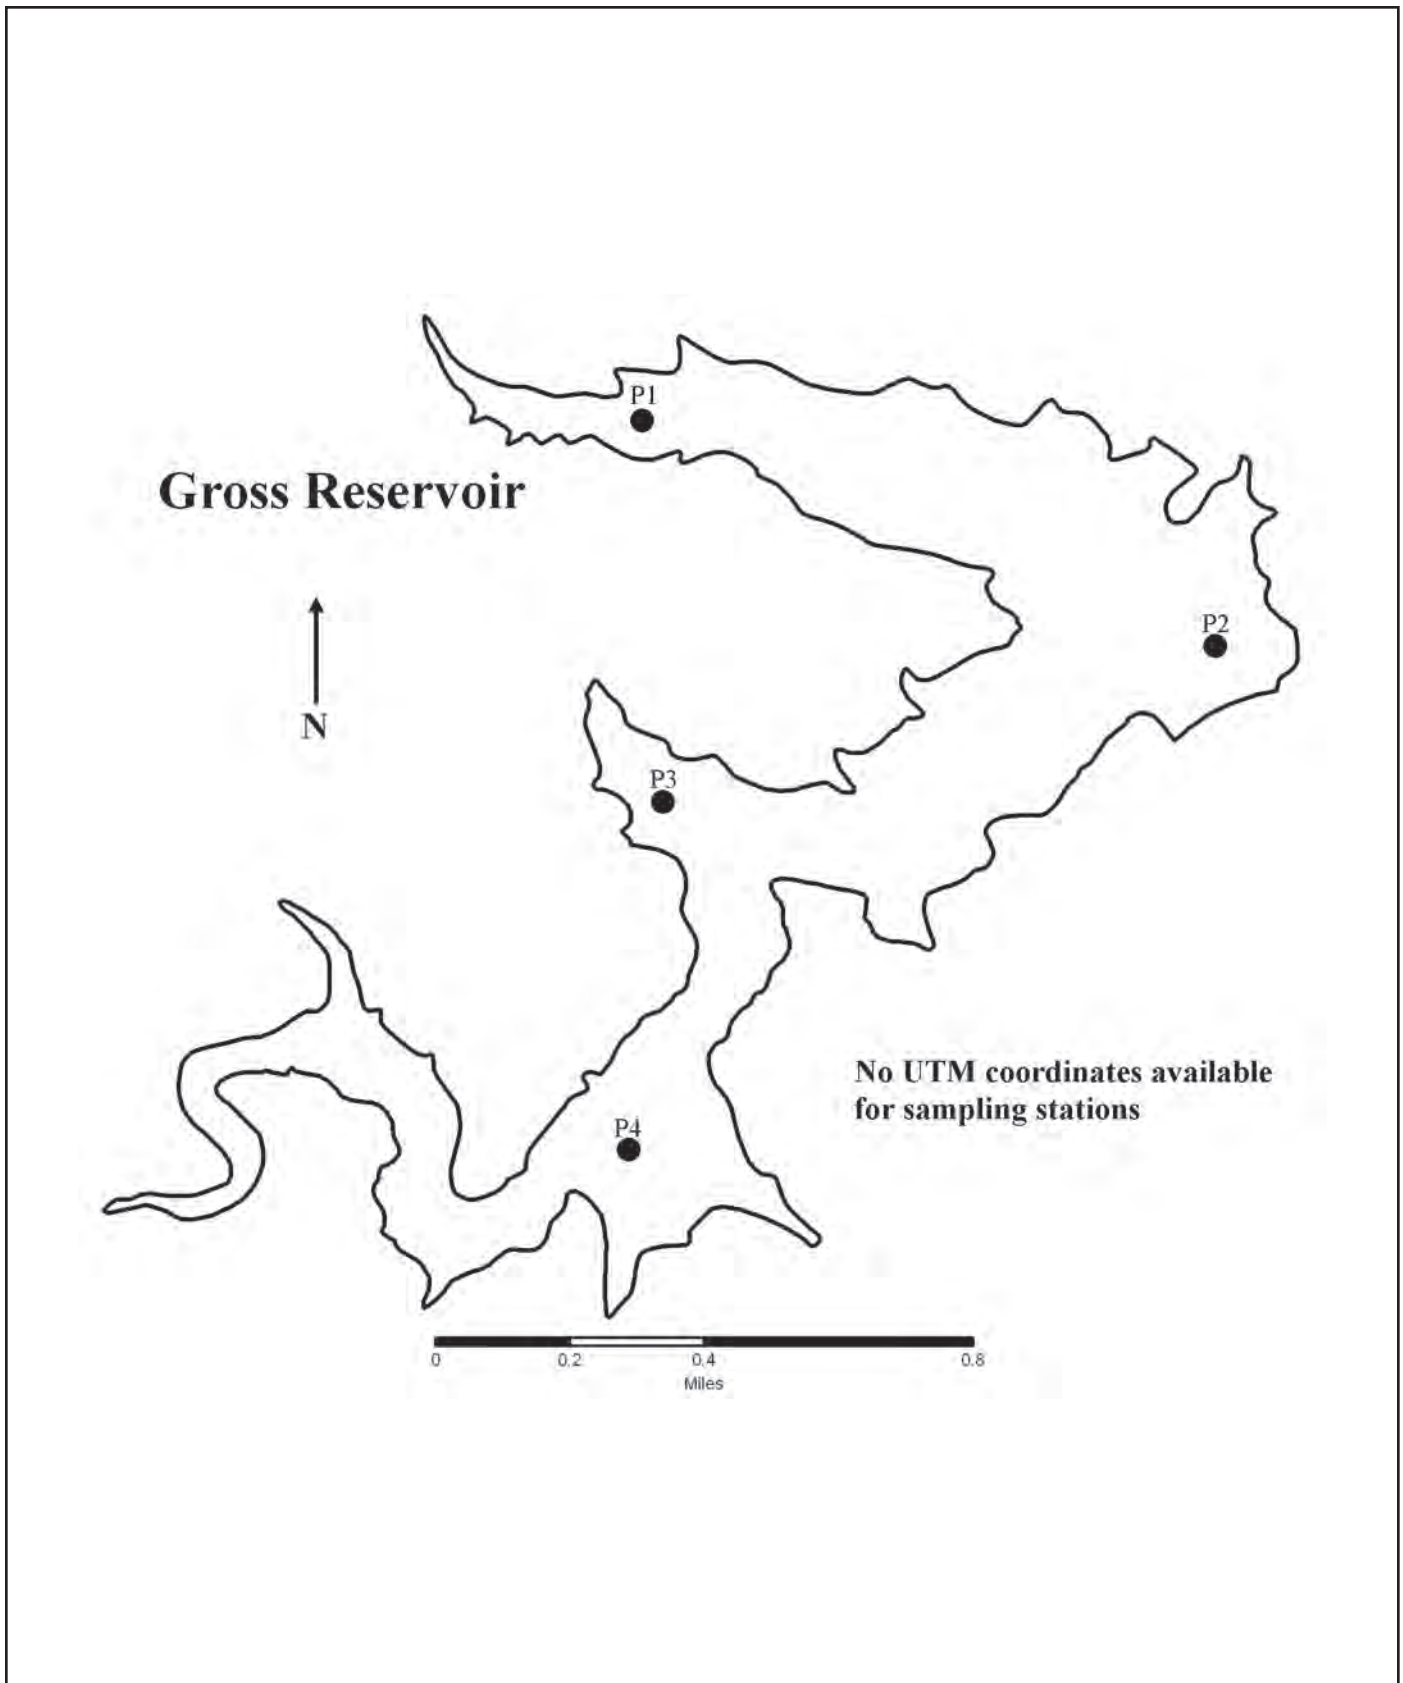 P1
Gross Reservoir
P2
N
P3
No UTM coordinates available
for sampling stations
P4
0 0.2 0.4 0.8
Miles